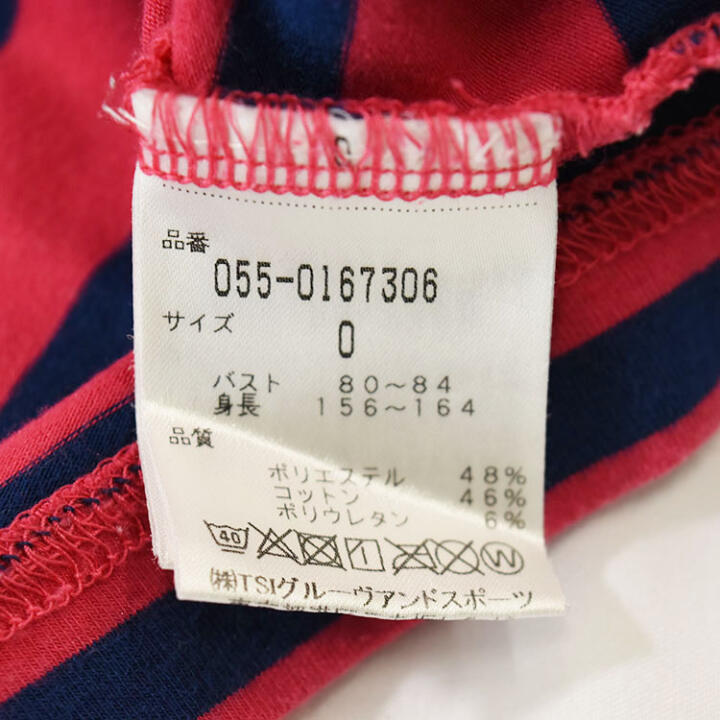 品番
055-0167306
サイズ
0
バスト 80～84
身長 156～164
品質
ポリエステル 48%
コットン 46%
ポリウレタン 6%
40 W
㈱TSIグルーヴアンドスポーツ